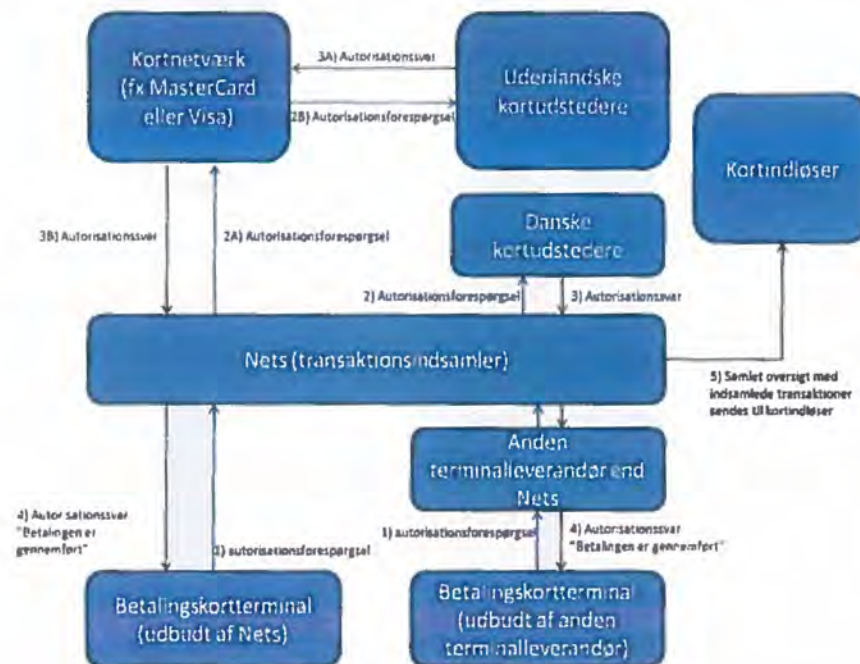 Kortnetværk
(fx MasterCard
eller Visa)
3A) Autorisationssvar
2B) Autorisationsforespørgsel
Udenlandske
kortudstedere
Kortindløser
3B) Autorisationssvar
2A) Autorisationsforespørgsel
Danske
kortudstedere
2) Autorisationsforespørgsel
3) Autorisationssvar
Nets (transaktionsindsamler)
5) Samlet oversigt med
indsamlede transaktioner
sendes til kortindløser
Anden
terminalleverandør end
Nets
4) Autorisationssvar
"Betalingen er
gennemført"
1) autorisationsforespørgsel
1) autorisationsforespørgsel
4) Autorisationssvar
"Betalingen er gennemført"
Betalingskortterminal
(udbudt af Nets)
Betalingskortterminal
(udbudt af anden
terminalleverandør)